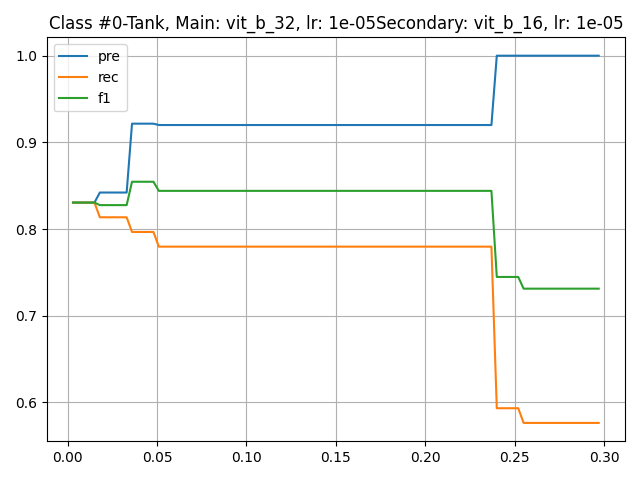 Class #0-Tank, Main: vit_b_32, lr: 1e-05Secondary: vit_b_16, lr: 1e-05
pre
rec
f1
1.0
0.9
0.8
0.7
0.6
0.00 0.05 0.10 0.15 0.20 0.25 0.30